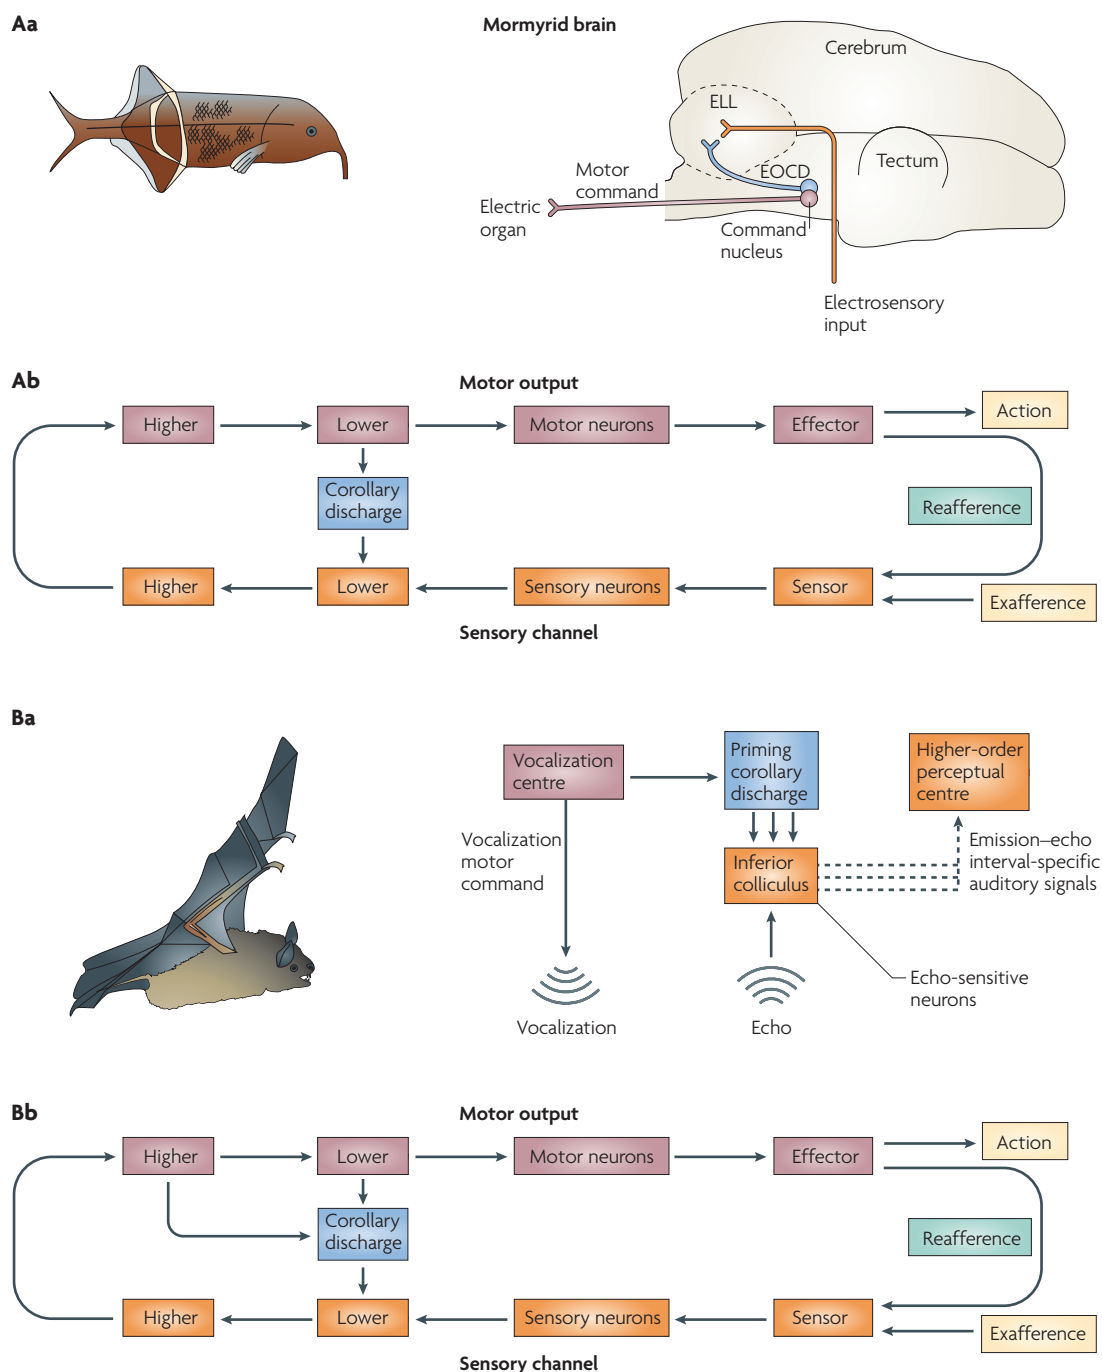 Aa
Mormyrid brain
Cerebrum
ELL
Tectum
EOCD
Motor
command
Electric
organ
Command
nucleus
Electrosensory
input
Ab
Motor output
Higher
Lower
Motor neurons
Effector
Action
Corollary
discharge
Reafference
Higher
Lower
Sensory neurons
Sensor
Exafference
Sensory channel
Ba
Vocalization
centre
Priming
corollary
discharge
Higher-order
perceptual
centre
Vocalization
motor
command
Inferior
colliculus
Emission–echo
interval-specific
auditory signals
Echo-sensitive
neurons
Vocalization
Echo
Bb
Motor output
Higher
Lower
Motor neurons
Effector
Action
Corollary
discharge
Reafference
Higher
Lower
Sensory neurons
Sensor
Exafference
Sensory channel